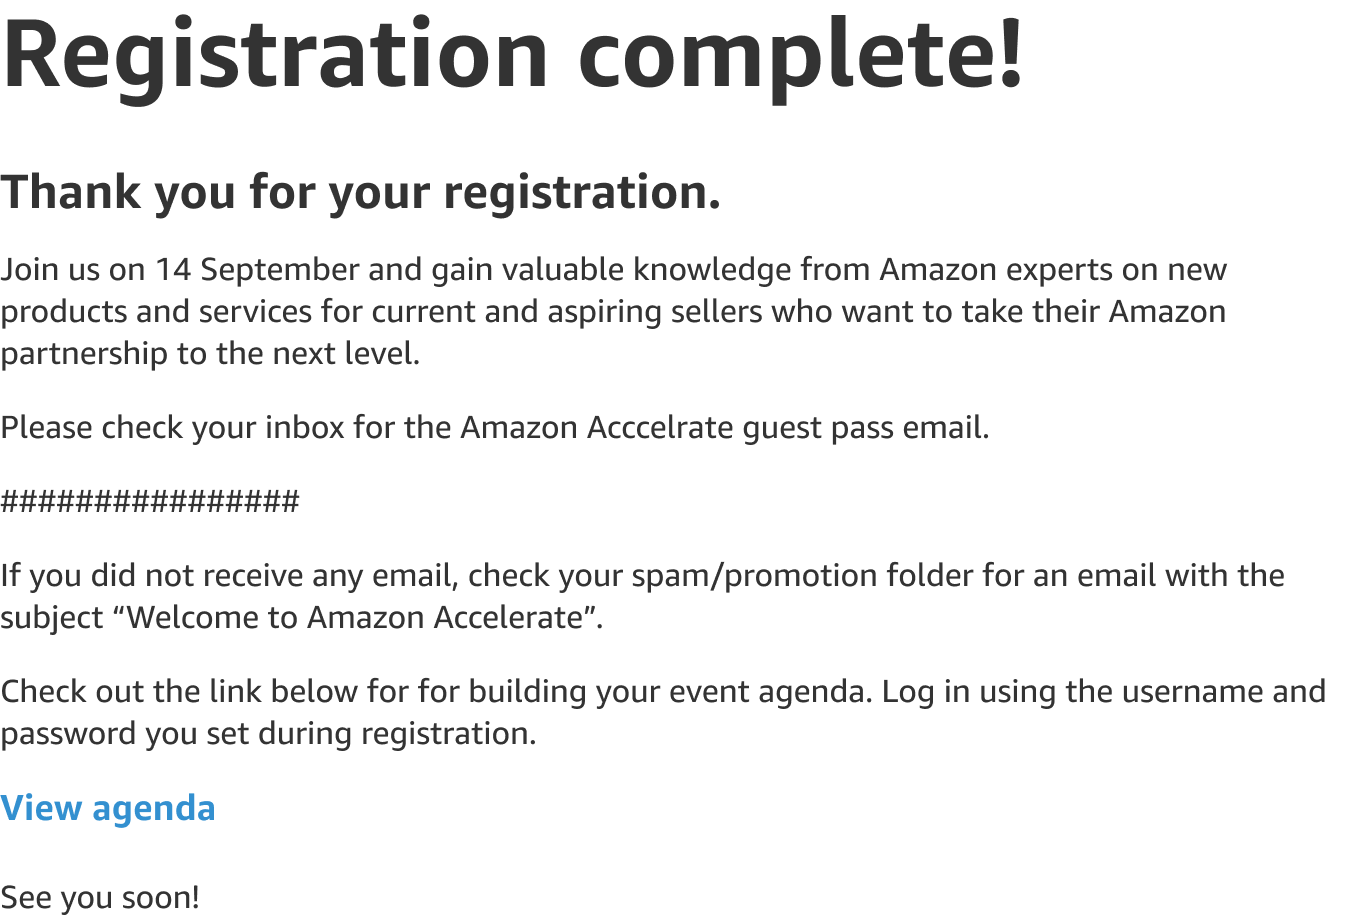 Registration complete!
Thank you for your registration.
Join us on 14 September and gain valuable knowledge from Amazon experts on new
products and services for current and aspiring sellers who want to take their Amazon
partnership to the next level.
Please check your inbox for the Amazon Acccelrate guest pass email.
################
If you did not receive any email, check your spam/promotion folder for an email with the
subject “Welcome to Amazon Accelerate”.
Check out the link below for for building your event agenda. Log in using the username and
password you set during registration.
View agenda
See you soon!